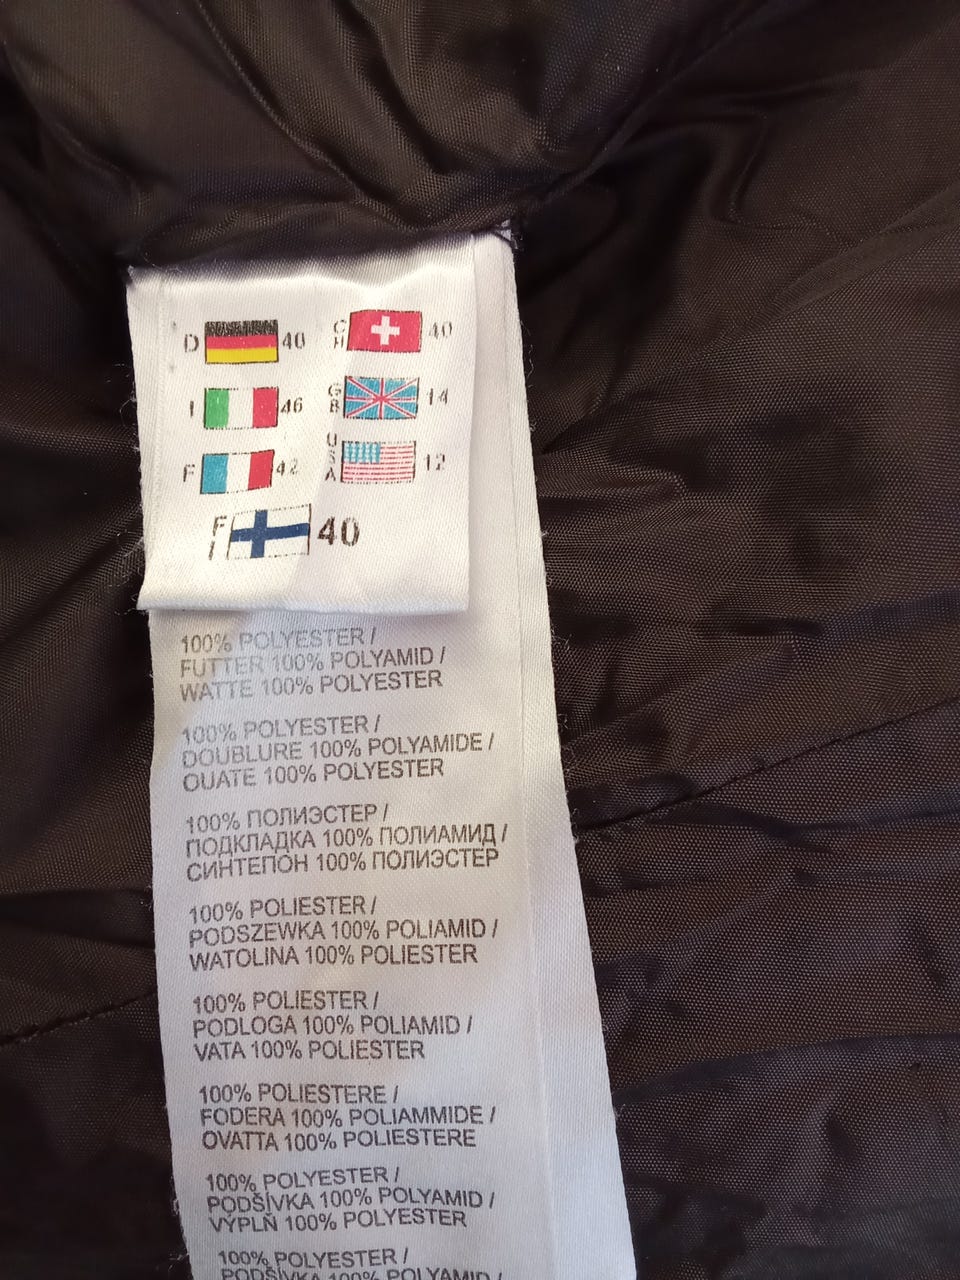 D 40 CH 40
I 46 GB 14
F 42 USA 12
FI 40
100% POLYESTER /
FUTTER 100% POLYAMID /
WATTE 100% POLYESTER
100% POLYESTER /
DOUBLURE 100% POLYAMIDE /
OUATE 100% POLYESTER
100% ПОЛИЭСТЕР /
ПОДКЛАДКА 100% ПОЛИАМИД /
СИНТЕПОН 100% ПОЛИЭСТЕР
100% POLIESTER /
PODSZEWKA 100% POLIAMID /
WATOLINA 100% POLIESTER
100% POLIESTER /
PODLOGA 100% POLIAMID /
VATA 100% POLIESTER
100% POLIESTERE /
FODERA 100% POLIAMMIDE /
OVATTA 100% POLIESTERE
100% POLYESTER /
PODŠÍVKA 100% POLYAMID /
VÝPLŇ 100% POLYESTER
100% POLYESTER /
PODŠÍVKA 100% POLYAMID /